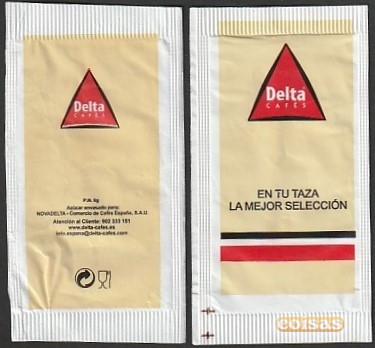 Delta
CAFÉS
P.N. 6g
Azúcar envasado para:
NOVADELTA - Comercio de Cafés España, S.A.U.
Atención al Cliente: 902 333 151
www.delta-cafes.es
info.espana@delta-cafes.com
Delta
CAFÉS
EN TU TAZA
LA MEJOR SELECCIÓN
coisas